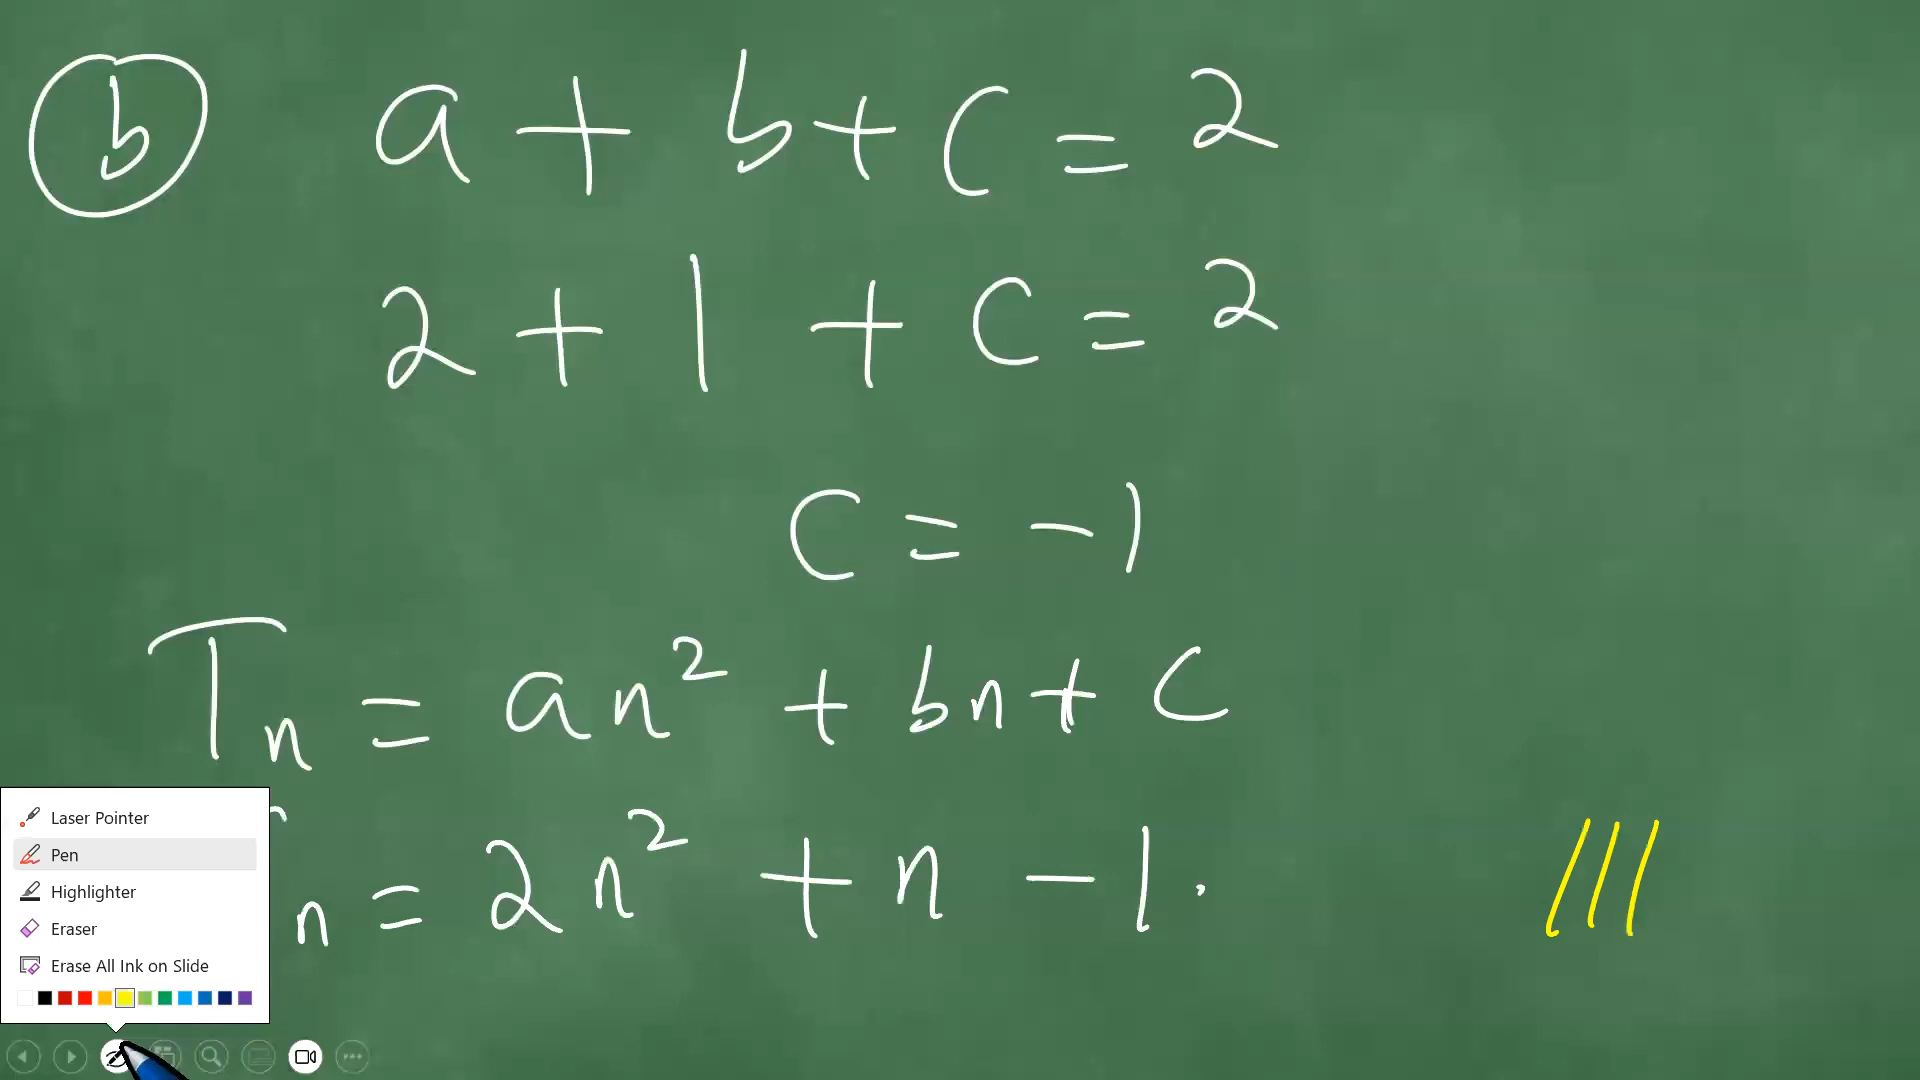 b a + b + c = 2
2 + 1 + c = 2
c = -1
Tn = an² + bn + c
n = 2n² + n - 1.
Laser Pointer
Pen
Highlighter
Eraser
Erase All Ink on Slide